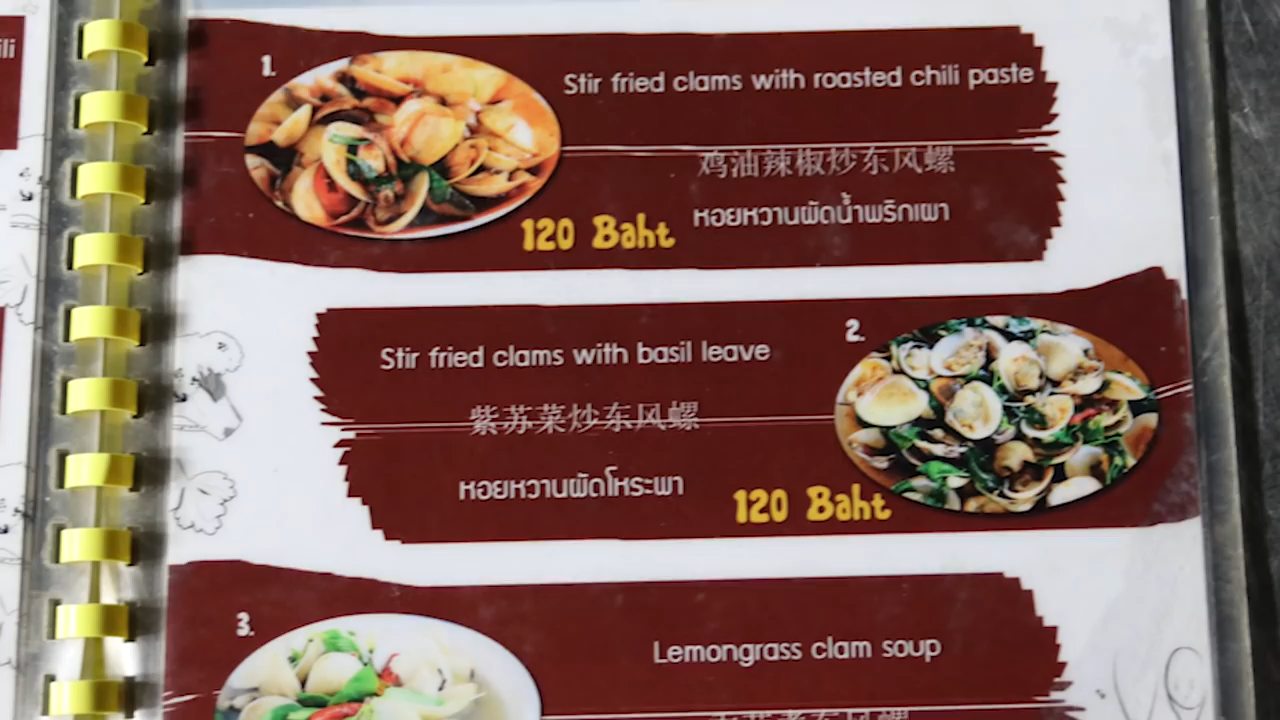 1.
Stir fried clams with roasted chili paste
鸡油辣椒炒东风螺
หอยหวานผัดน้ำพริกเผา
120 Baht
2.
Stir fried clams with basil leave
紫苏菜炒东风螺
หอยหวานผัดโหระพา
120 Baht
3.
Lemongrass clam soup